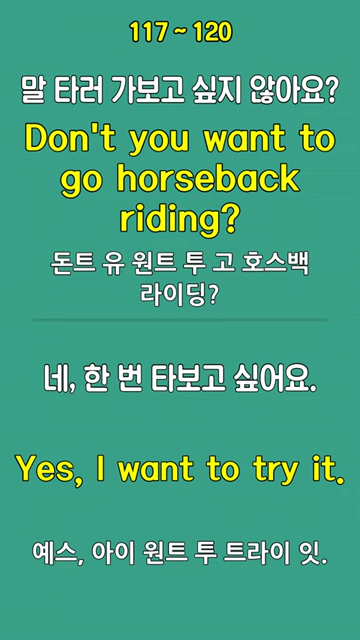 117 ~ 120
말 타러 가보고 싶지 않아요?
Don't you want to
go horseback
riding?
돈트 유 원트 투 고 호스백
라이딩?
네, 한 번 타보고 싶어요.
Yes, I want to try it.
예스, 아이 원트 투 트라이 잇.